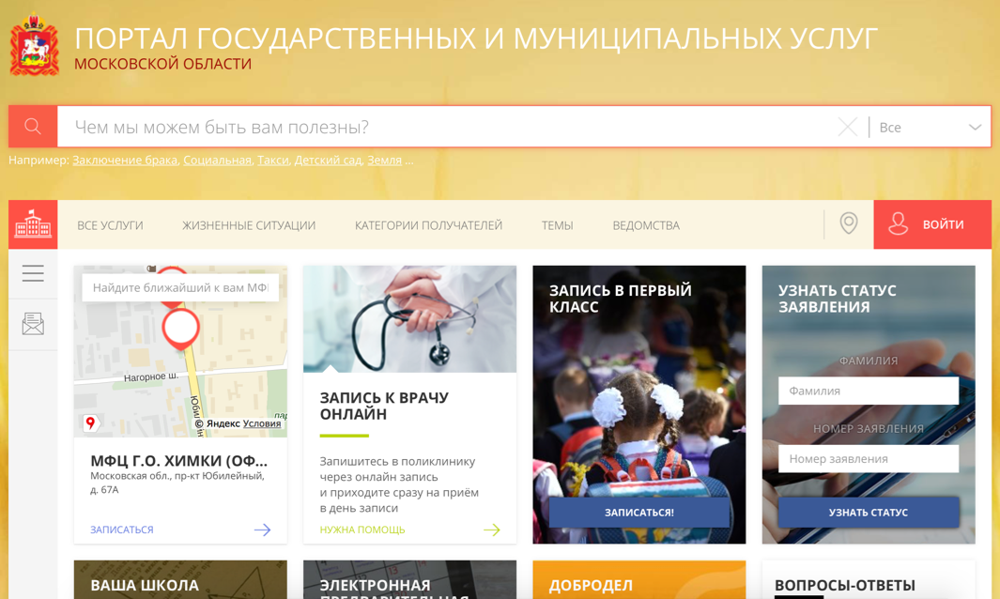 ПОРТАЛ ГОСУДАРСТВЕННЫХ И МУНИЦИПАЛЬНЫХ УСЛУГ
МОСКОВСКОЙ ОБЛАСТИ
Чем мы можем быть вам полезны?
Все
Например: Заключение брака, Социальная, Такси, Детский сад, Земля ...
ВСЕ УСЛУГИ
ЖИЗНЕННЫЕ СИТУАЦИИ
КАТЕГОРИИ ПОЛУЧАТЕЛЕЙ
ТЕМЫ
ВЕДОМСТВА
ВОЙТИ
Найдите ближайший к вам МФ
Нагорное ш.
© Яндекс Условия
МФЦ Г.О. ХИМКИ (ОФ...
Московская обл., пр-кт Юбилейный,
д. 67А
ЗАПИСАТЬСЯ
ЗАПИСЬ К ВРАЧУ
ОНЛАЙН
Запишитесь в поликлинику
через онлайн запись
и приходите сразу на приём
в день записи
НУЖНА ПОМОЩЬ
ЗАПИСЬ В ПЕРВЫЙ
КЛАСС
ЗАПИСАТЬСЯ!
УЗНАТЬ СТАТУС
ЗАЯВЛЕНИЯ
ФАМИЛИЯ
Фамилия
НОМЕР ЗАЯВЛЕНИЯ
Номер заявления
УЗНАТЬ СТАТУС
ВАША ШКОЛА
ЭЛЕКТРОННАЯ
ПРЕДВАРИТЕЛЬНАЯ
ДОБРОДЕЛ
ВОПРОСЫ-ОТВЕТЫ